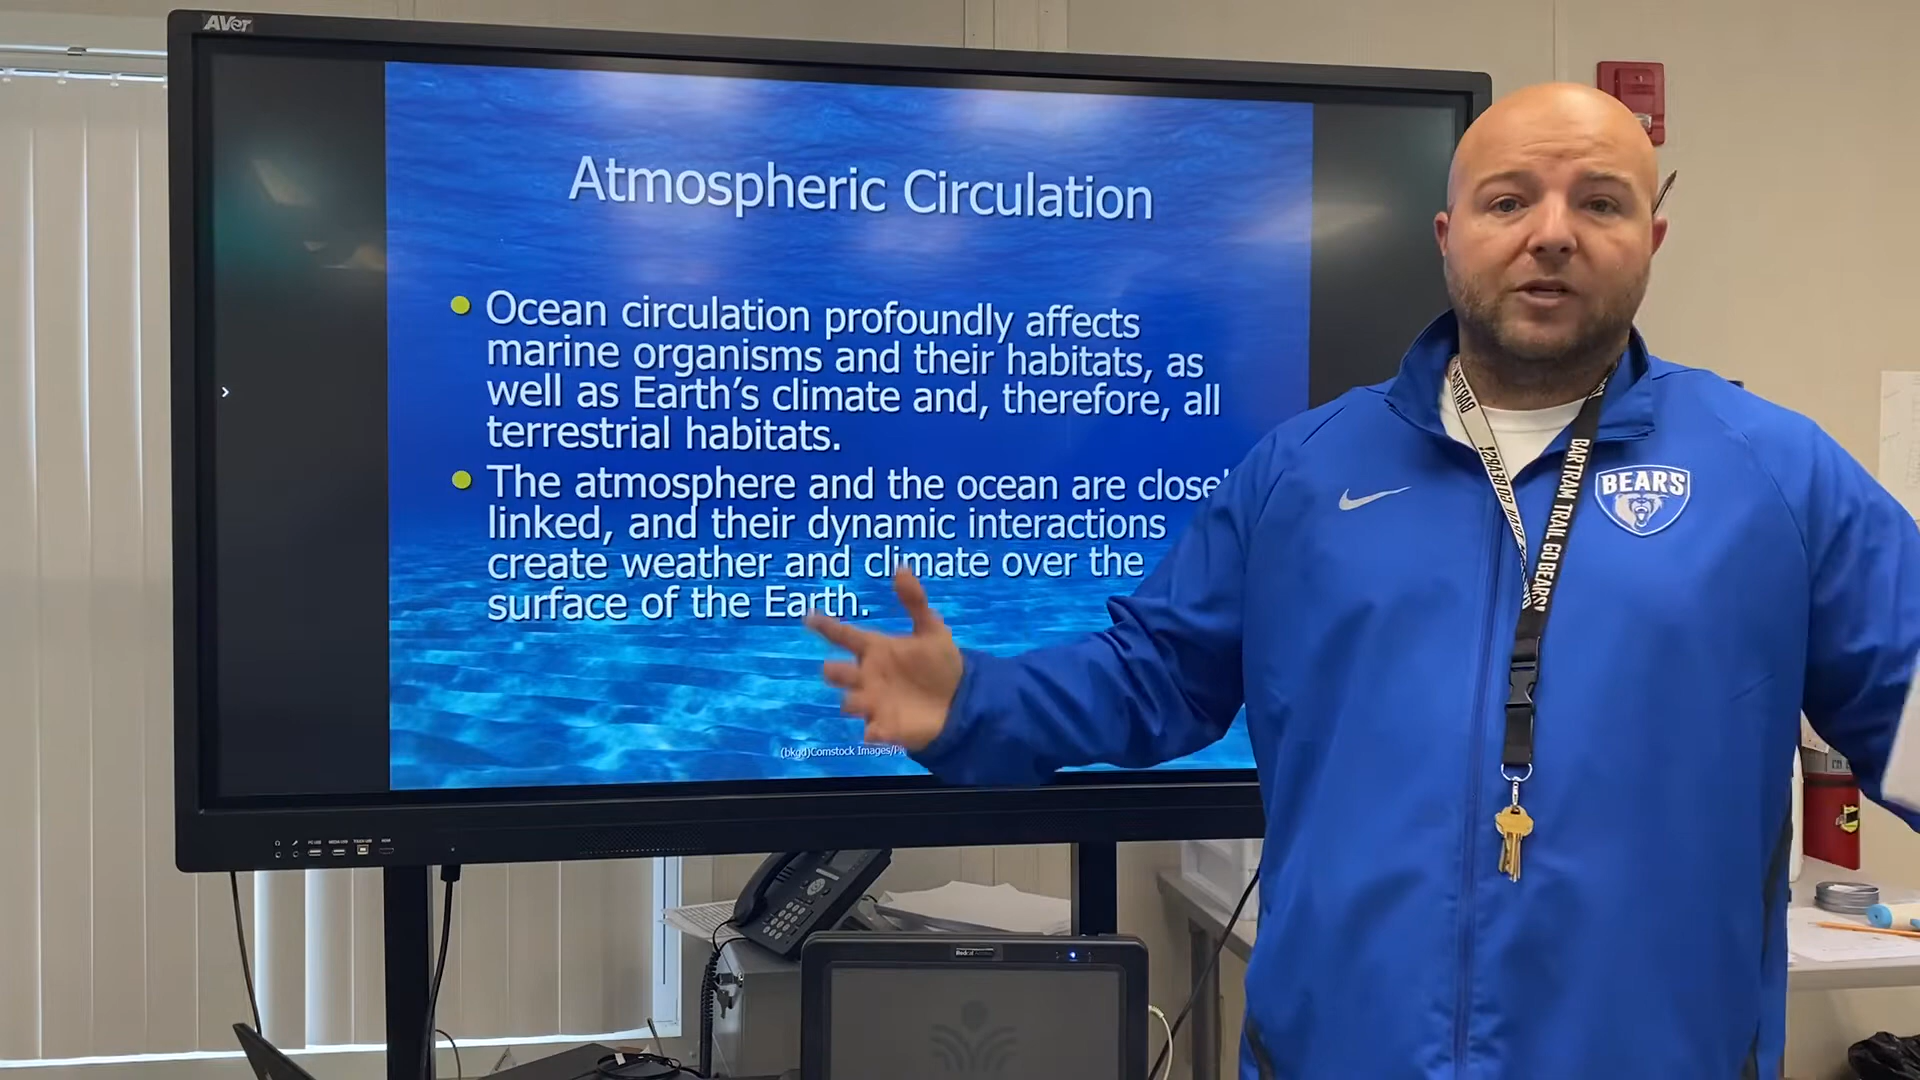 AVer
Atmospheric Circulation
Ocean circulation profoundly affects
marine organisms and their habitats, as
well as Earth's climate and, therefore, all
terrestrial habitats.
The atmosphere and the ocean are
linked, and their dynamic interactions
create weather and climate over the
surface of the Earth.
(bkgd)Comstock Images/
BEARS
BARTRAM TRAIL GO BEARS!